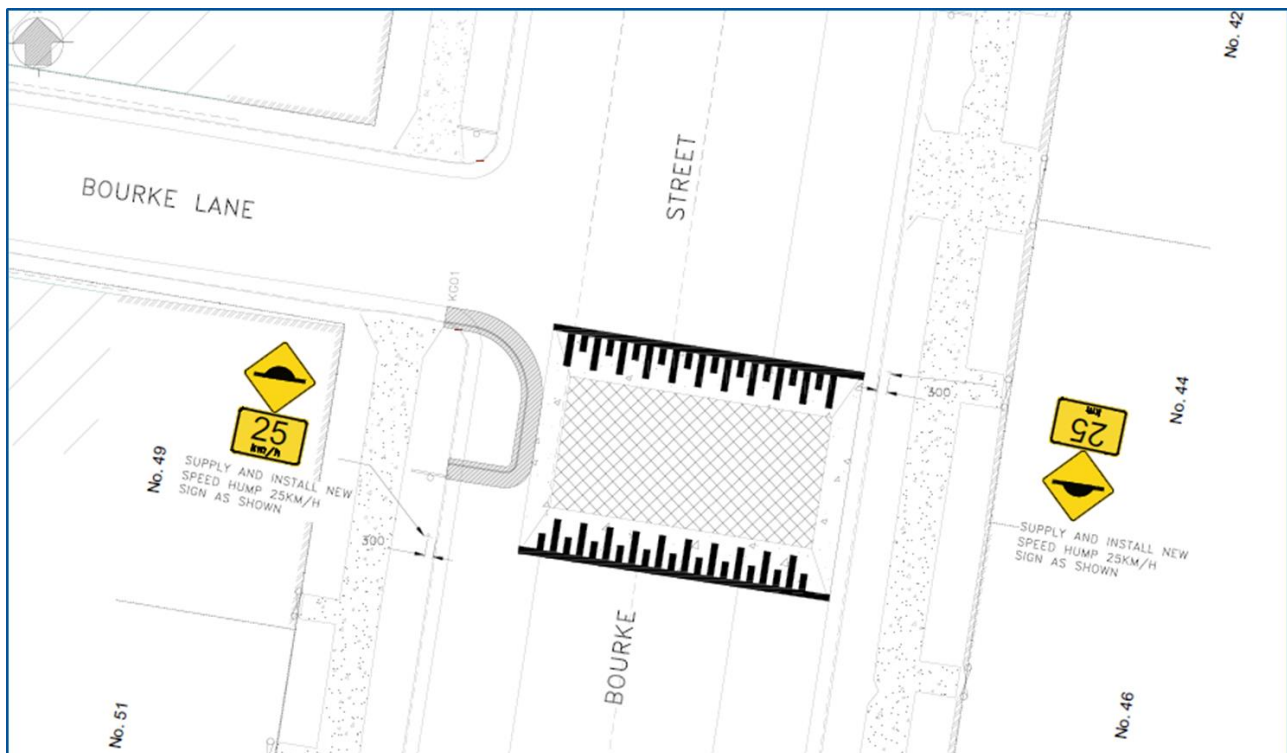 No. 42
STREET
BOURKE LANE
KG01
300
No. 44
25
km/h
25
km/h
No. 49
SUPPLY AND INSTALL NEW
SPEED HUMP 25KM/H
SIGN AS SHOWN
300
SUPPLY AND INSTALL NEW
SPEED HUMP 25KM/H
SIGN AS SHOWN
BOURKE
No. 51
No. 46